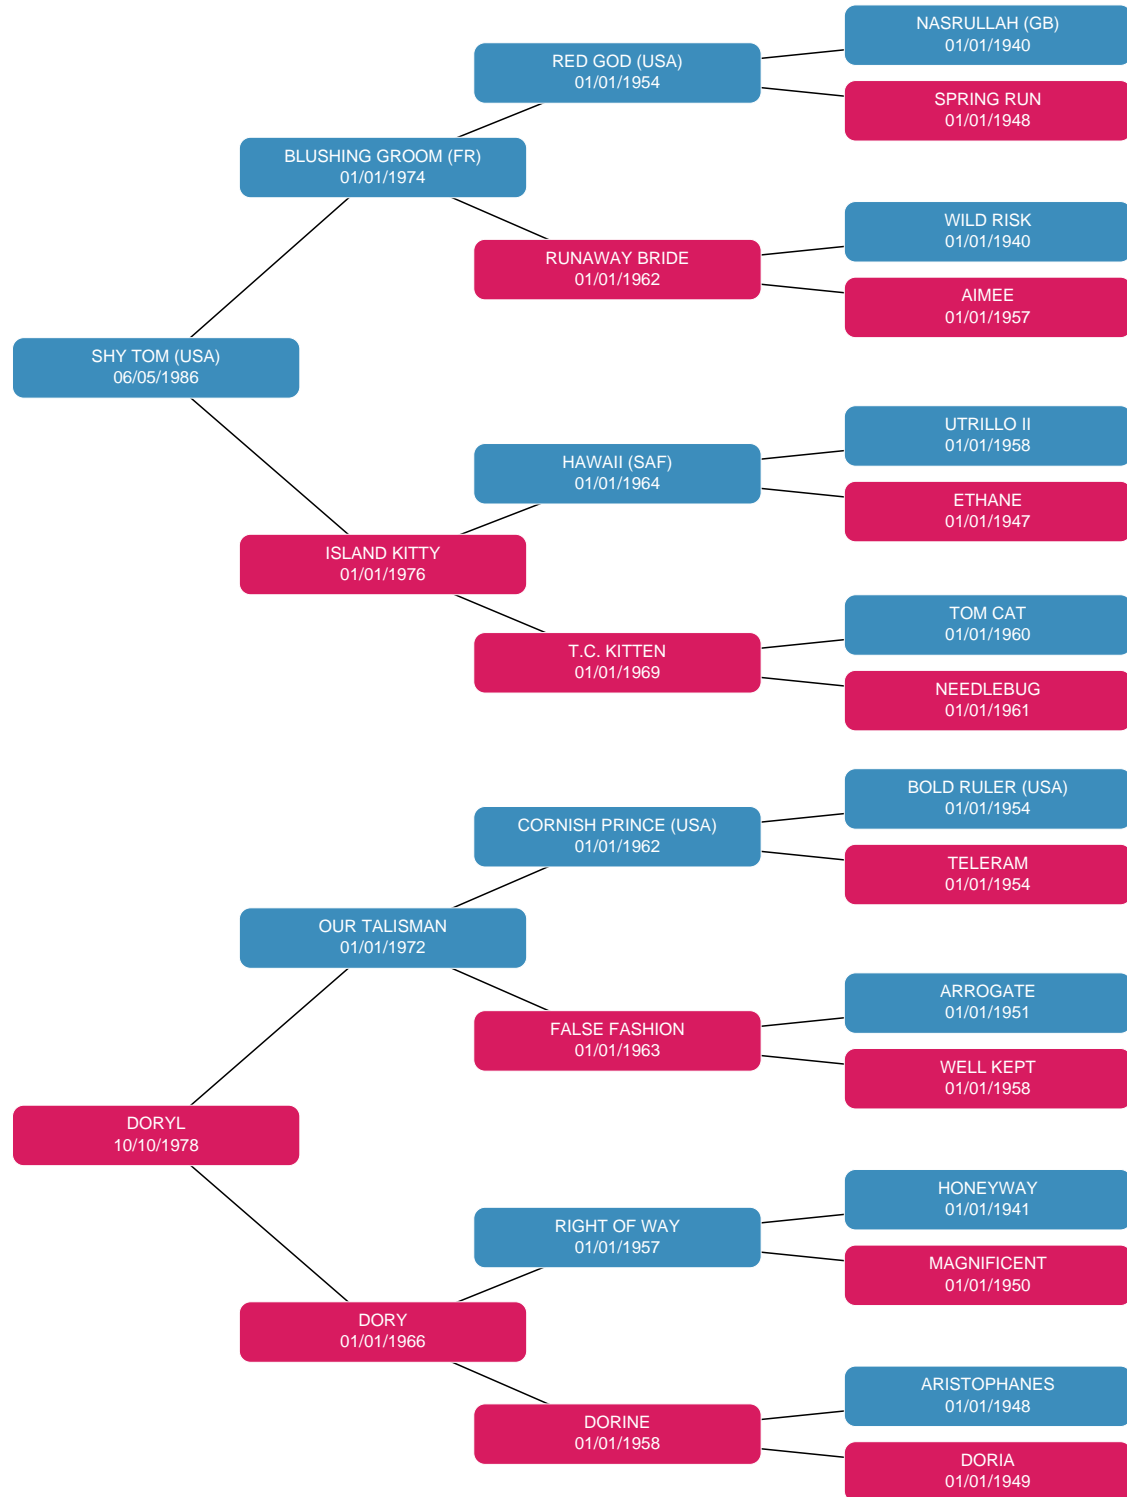 NASRULLAH (GB)
01/01/1940
RED GOD (USA)
01/01/1954
SPRING RUN
01/01/1948
BLUSHING GROOM (FR)
01/01/1974
WILD RISK
01/01/1940
RUNAWAY BRIDE
01/01/1962
AIMEE
01/01/1957
SHY TOM (USA)
06/05/1986
UTRILLO II
01/01/1958
HAWAII (SAF)
01/01/1964
ETHANE
01/01/1947
ISLAND KITTY
01/01/1976
TOM CAT
01/01/1960
T.C. KITTEN
01/01/1969
NEEDLEBUG
01/01/1961
BOLD RULER (USA)
01/01/1954
CORNISH PRINCE (USA)
01/01/1962
TELERAM
01/01/1954
OUR TALISMAN
01/01/1972
ARROGATE
01/01/1951
FALSE FASHION
01/01/1963
WELL KEPT
01/01/1958
DORYL
10/10/1978
HONEYWAY
01/01/1941
RIGHT OF WAY
01/01/1957
MAGNIFICENT
01/01/1950
DORY
01/01/1966
ARISTOPHANES
01/01/1948
DORINE
01/01/1958
DORIA
01/01/1949